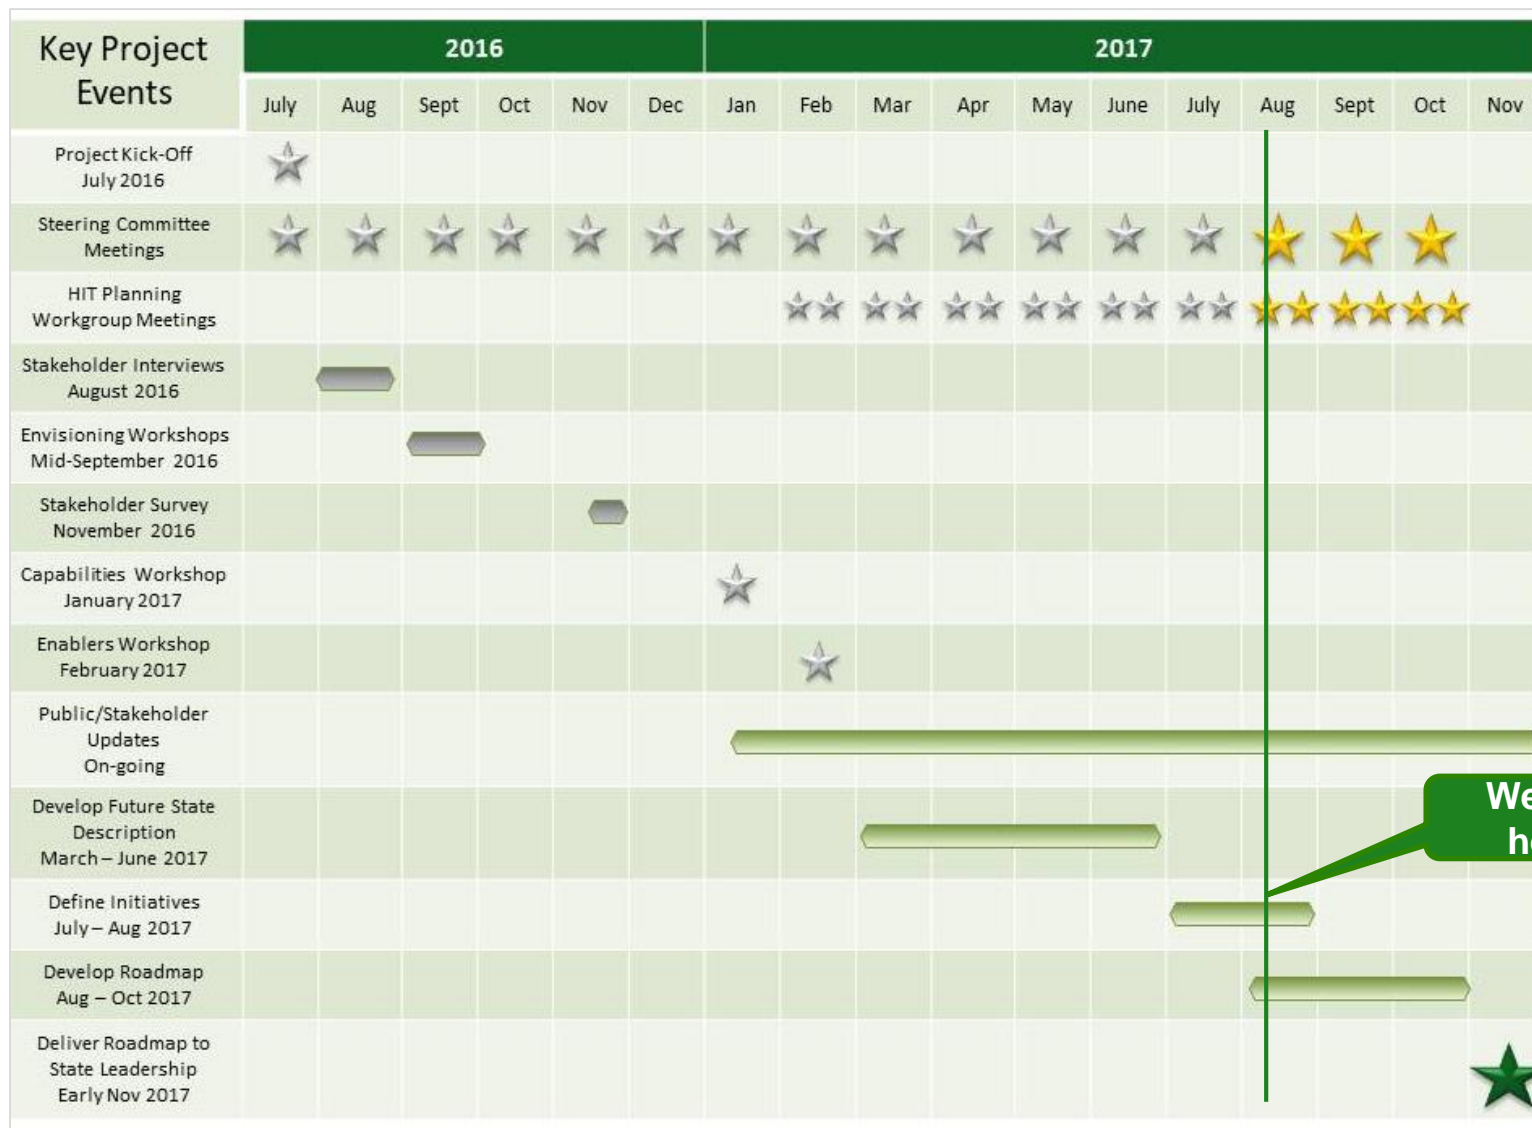 Key Project
Events
2016
2017
July Aug Sept Oct Nov Dec Jan Feb Mar Apr May June July Aug Sept Oct Nov
Project Kick-Off
July 2016
Steering Committee
Meetings
HIT Planning
Workgroup Meetings
Stakeholder Interviews
August 2016
Envisioning Workshops
Mid-September 2016
Stakeholder Survey
November 2016
Capabilities Workshop
January 2017
Enablers Workshop
February 2017
Public/Stakeholder
Updates
On-going
Develop Future State
Description
March – June 2017
We
Define Initiatives
July – Aug 2017
Develop Roadmap
Aug – Oct 2017
Deliver Roadmap to
State Leadership
Early Nov 2017